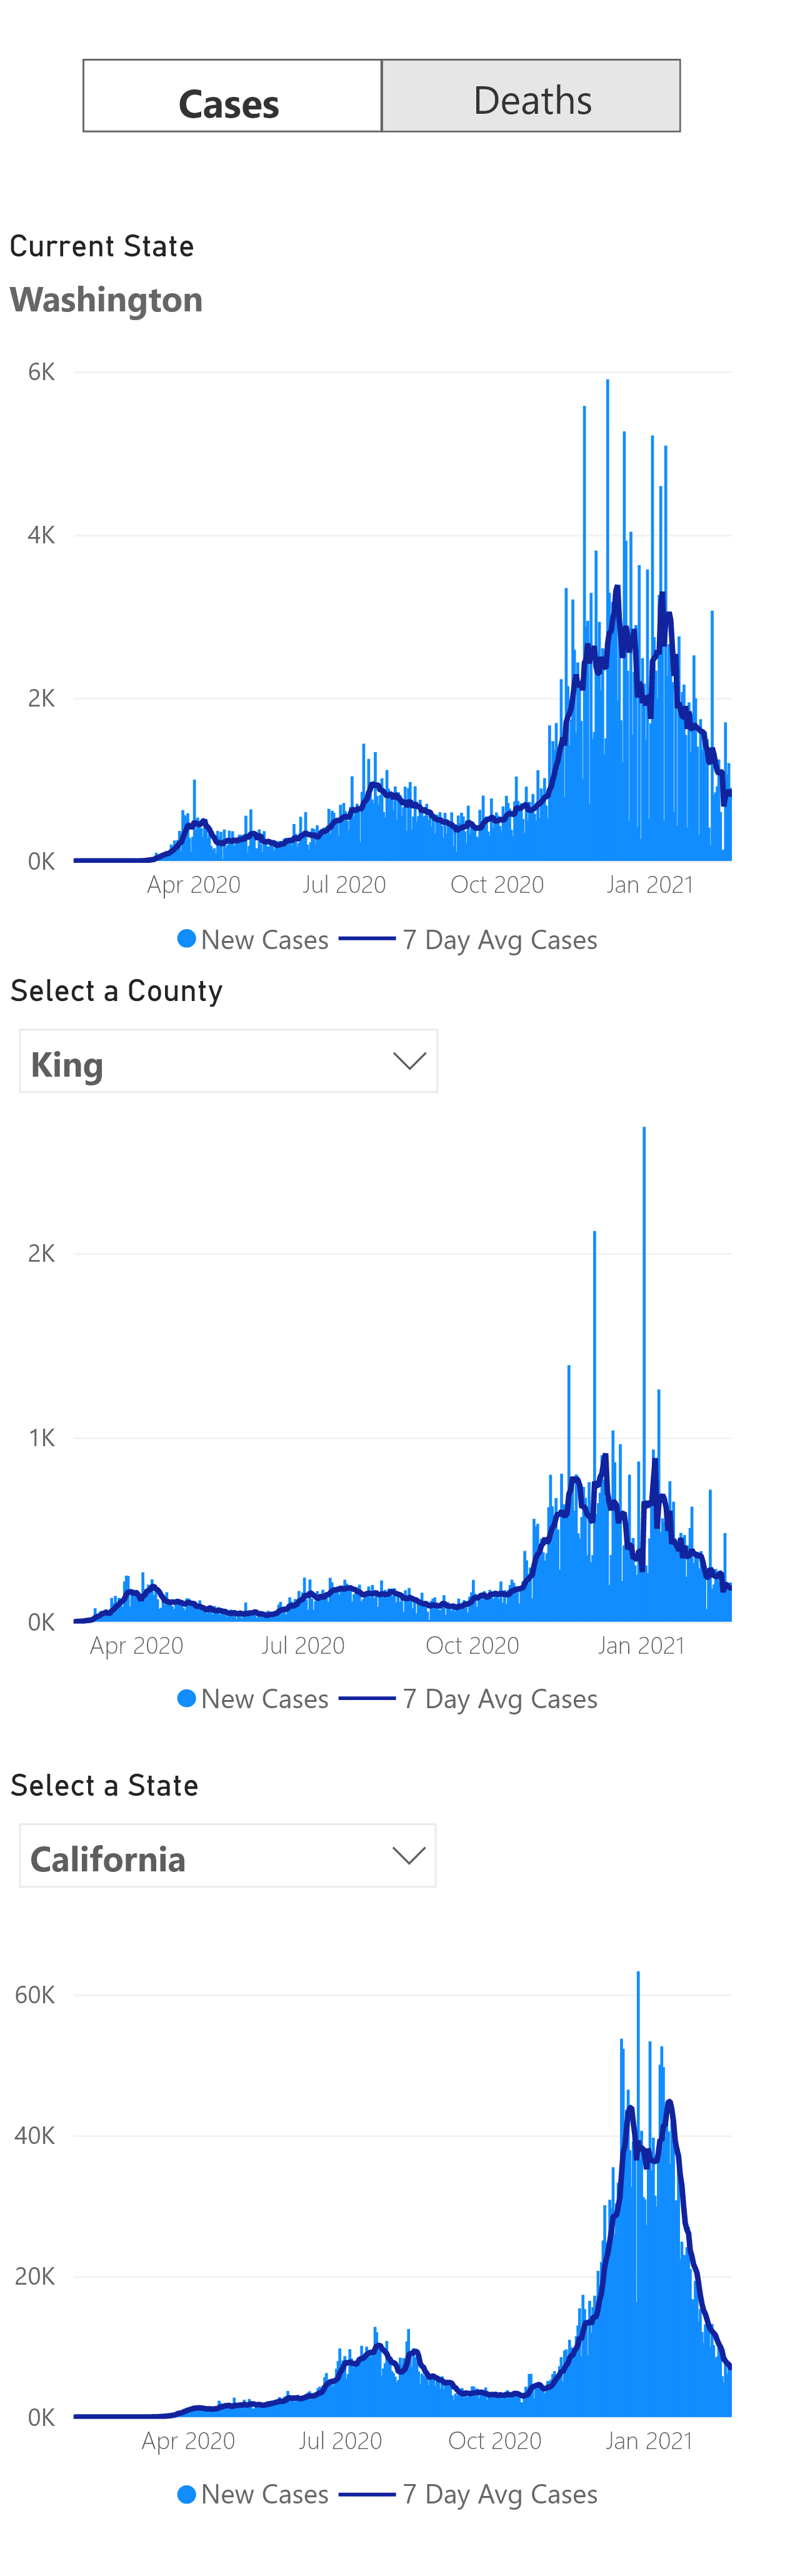 Cases Deaths
Current State
Washington
6K
4K
2K
0K
Apr 2020 Jul 2020 Oct 2020 Jan 2021
New Cases 7 Day Avg Cases
Select a County
King
2K
1K
0K
Apr 2020 Jul 2020 Oct 2020 Jan 2021
New Cases 7 Day Avg Cases
Select a State
California
60K
40K
20K
0K
Apr 2020 Jul 2020 Oct 2020 Jan 2021
New Cases 7 Day Avg Cases